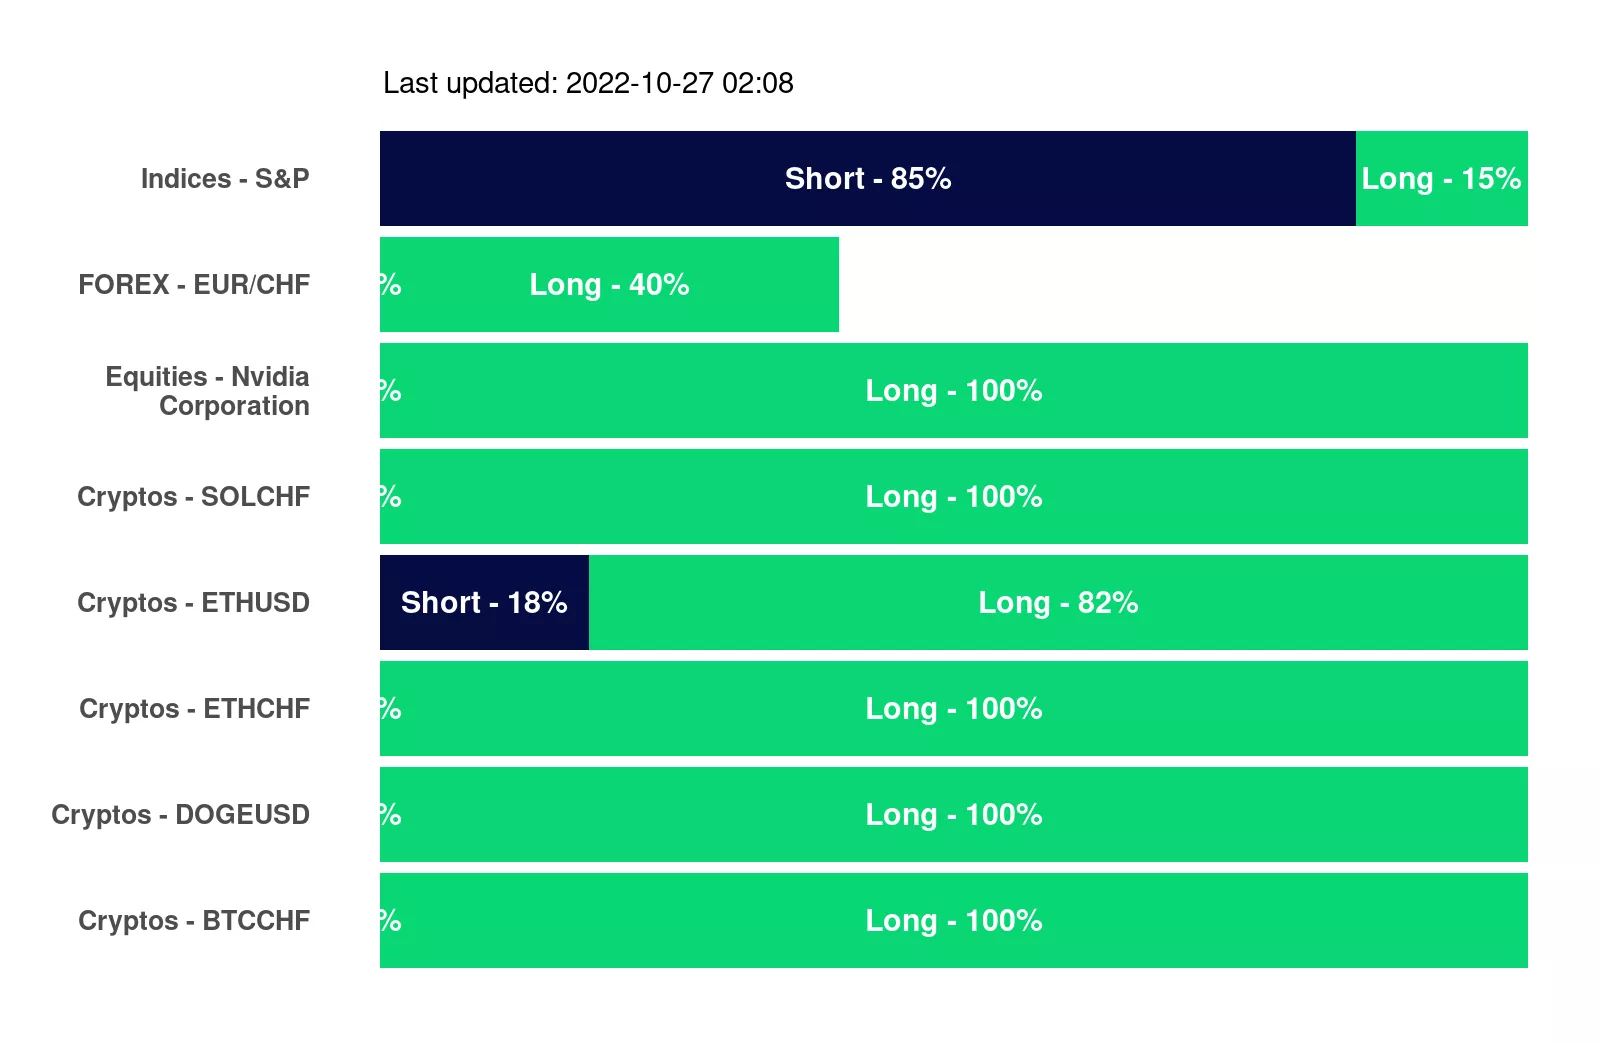 Last updated: 2022-10-27 02:08
Indices - S&P
Short - 85%
Long - 15%
FOREX - EUR/CHF
%
Long - 40%
Equities - Nvidia
Corporation
%
Long - 100%
Cryptos - SOLCHF
%
Long - 100%
Cryptos - ETHUSD
Short - 18%
Long - 82%
Cryptos - ETHCHF
%
Long - 100%
Cryptos - DOGEUSD
%
Long - 100%
Cryptos - BTCCHF
%
Long - 100%